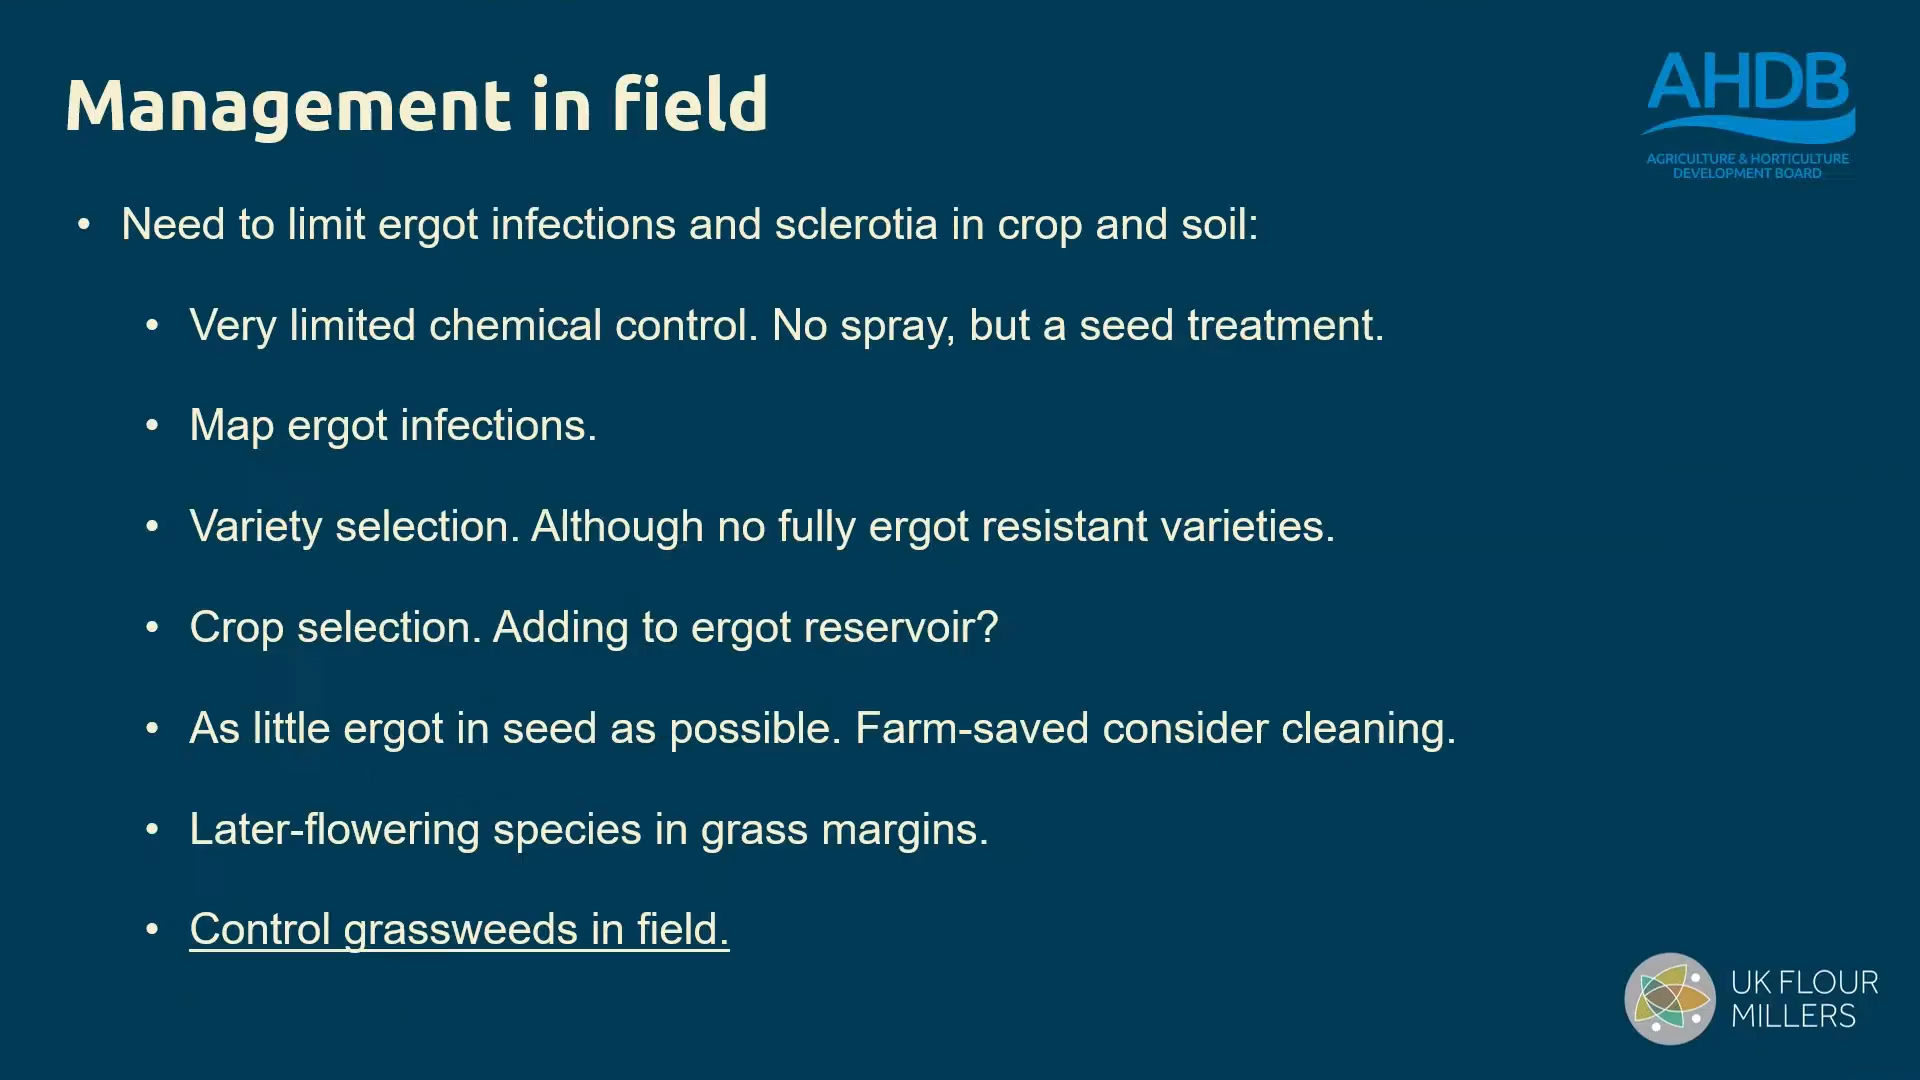 Management in field
AHDB
AGRICULTURE & HORTICULTURE
DEVELOPMENT BOARD
• Need to limit ergot infections and sclerotia in crop and soil:
• Very limited chemical control. No spray, but a seed treatment.
• Map ergot infections.
• Variety selection. Although no fully ergot resistant varieties.
• Crop selection. Adding to ergot reservoir?
• As little ergot in seed as possible. Farm-saved consider cleaning.
• Later-flowering species in grass margins.
• Control grassweeds in field.
UK FLOUR
MILLERS